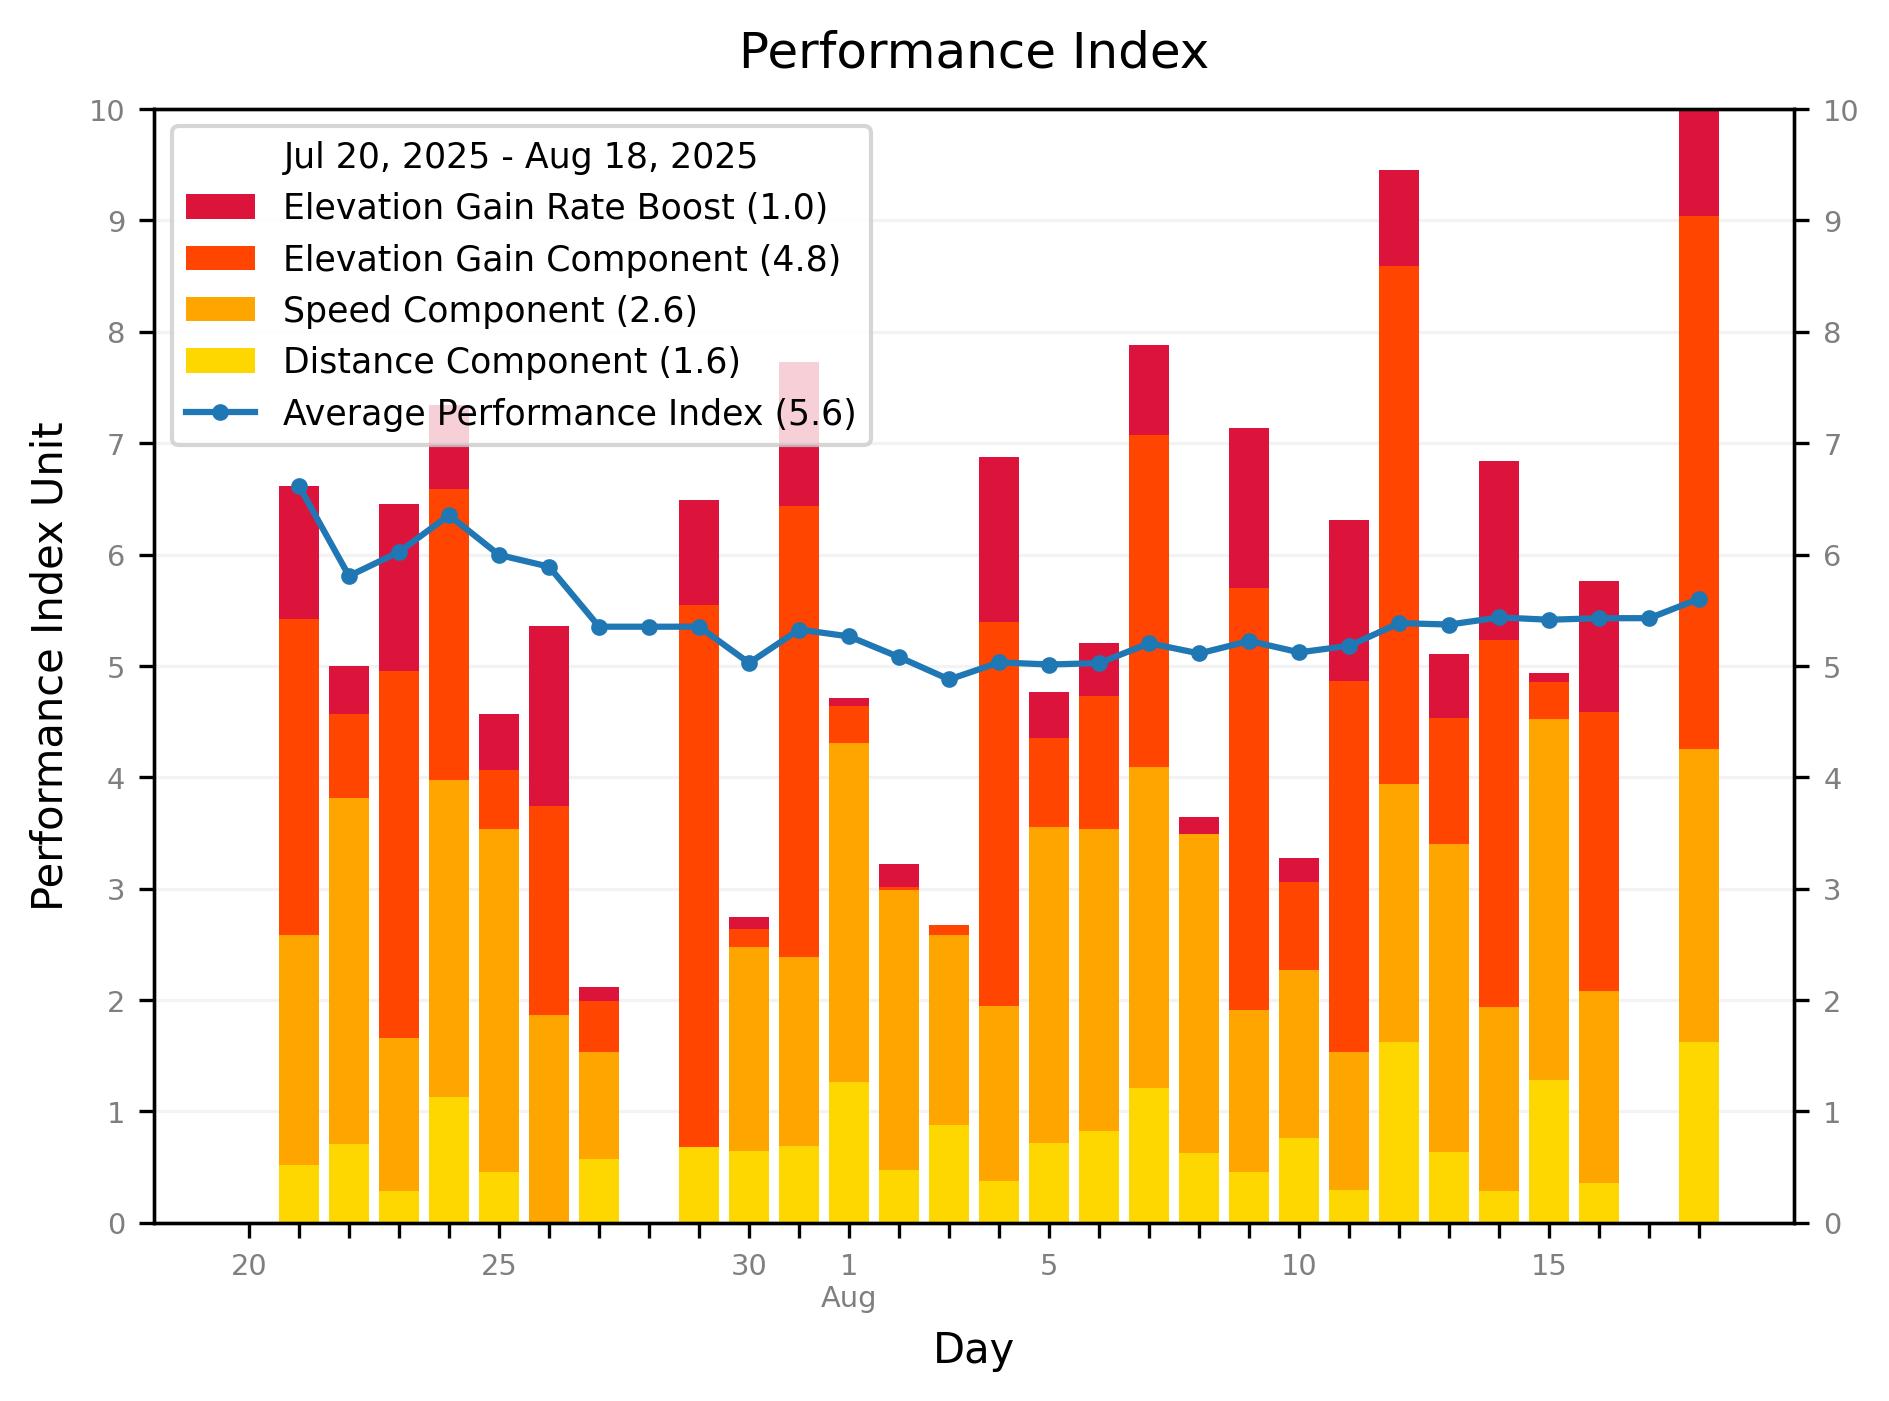 Performance Index
Jul 20, 2025 - Aug 18, 2025
Elevation Gain Rate Boost (1.0)
Elevation Gain Component (4.8)
Speed Component (2.6)
Distance Component (1.6)
Average Performance Index (5.6)
Performance Index Unit
10 10
9 9
8 8
7 7
6 6
5 5
4 4
3 3
2 2
1 1
0 0
20 25 30 1 5 10 15
Aug
Day